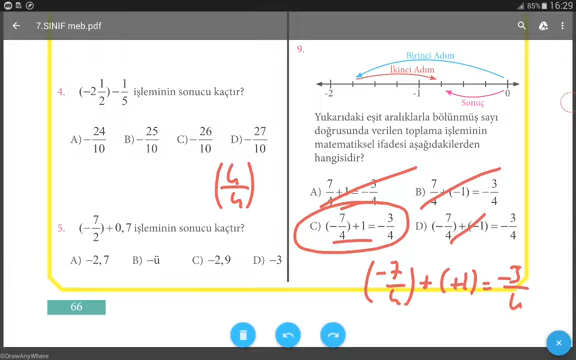 85% 16:29
7.SINIF meb.pdf
4. (-2 1/2) - 1/5 işleminin sonucu kaçtır?
A) - 24/10 B) - 25/10 C) - 26/10 D) - 27/10
(4/4)
5. (- 7/2) + 0,7 işleminin sonucu kaçtır?
A) -2,7 B) -ü C) -2,9 D) -3
66
9.
Birinci Adım
İkinci Adım
-2 -1 0
Sonuç
Yukarıdaki eşit aralıklarla bölünmüş sayı
doğrusunda verilen toplama işleminin
matematiksel ifadesi aşağıdakilerden
hangisidir?
A) 7/4 + 1 = - 3/4 B) 7/4 + (-1) = - 3/4
C) (- 7/4) + 1 = - 3/4 D) (- 7/4) + (-1) = - 3/4
(-7/4) + (+1) = -3/4
©DrawAnyWhere